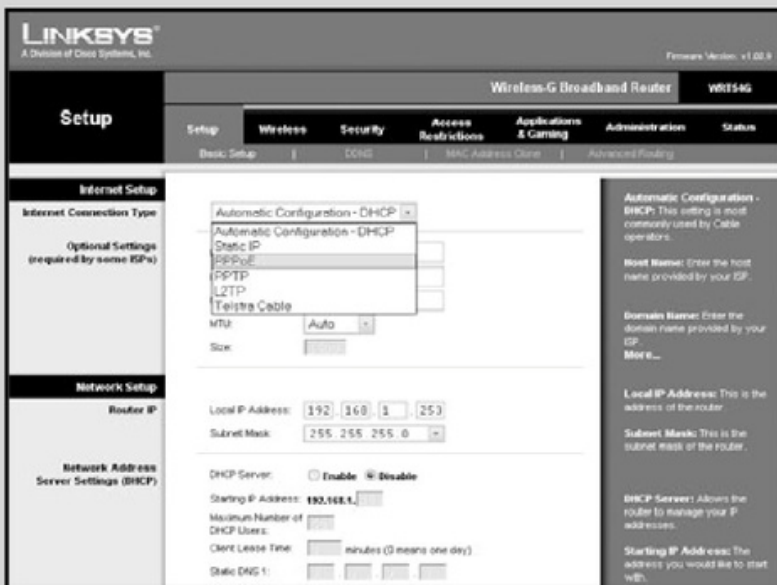 LINKSYS®
A Division of Cisco Systems, Inc.
Firmware Version: v1.00.9
Wireless-G Broadband Router WRT54G
Setup
Setup Wireless Security Access Restrictions Applications & Gaming Administration Status
Basic Setup | DDNS | MAC Address Clone | Advanced Routing
Internet Setup
Internet Connection Type
Automatic Configuration - DHCP
Automatic Configuration - DHCP
Static IP
PPPoE
PPTP
L2TP
Telstra Cable
Optional Settings
(required by some ISPs)
MTU: Auto
Size:
Network Setup
Router IP
Local IP Address: 192 . 168 . 1 . 253
Subnet Mask: 255.255.255.0
Network Address
Server Settings (DHCP)
DHCP Server: Enable Disable
Starting IP Address: 192.168.1.
Maximum Number of
DHCP Users:
Client Lease Time: minutes (0 means one day)
Static DNS 1: . . .
Automatic Configuration -
DHCP: This setting is most
commonly used by Cable
operators.
Host Name: Enter the host
name provided by your ISP.
Domain Name: Enter the
domain name provided by your
ISP.
More...
Local IP Address: This is the
address of the router
Subnet Mask: This is the
subnet mask of the router.
DHCP Server: Allows the
router to manage your IP
addresses.
Starting IP Address: The
address you would like to start
with.